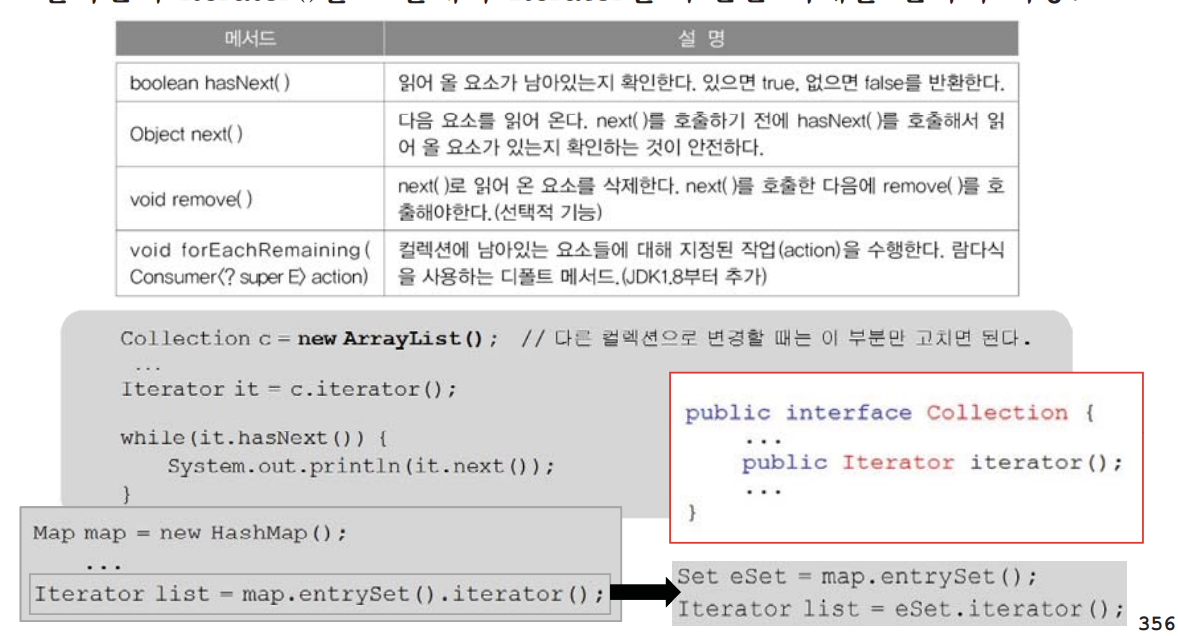 메서드 설 명
boolean hasNext( ) 읽어 올 요소가 남아있는지 확인한다. 있으면 true, 없으면 false를 반환한다.
Object next( ) 다음 요소를 읽어 온다. next( )를 호출하기 전에 hasNext( )를 호출해서 읽
어 올 요소가 있는지 확인하는 것이 안전하다.
void remove( ) next( )로 읽어 온 요소를 삭제한다. next( )를 호출한 다음에 remove( )를 호
출해야한다.(선택적 기능)
void forEachRemaining( 컬렉션에 남아있는 요소들에 대해 지정된 작업(action)을 수행한다. 람다식
Consumer<? super E> action) 을 사용하는 디폴트 메서드.(JDK1.8부터 추가)
Collection c = new ArrayList(); // 다른 컬렉션으로 변경할 때는 이 부분만 고치면 된다.
...
Iterator it = c.iterator();
while(it.hasNext()) {
System.out.println(it.next());
}
public interface Collection {
...
public Iterator iterator();
...
}
Map map = new HashMap();
...
Iterator list = map.entrySet().iterator();
Set eSet = map.entrySet();
Iterator list = eSet.iterator();
356